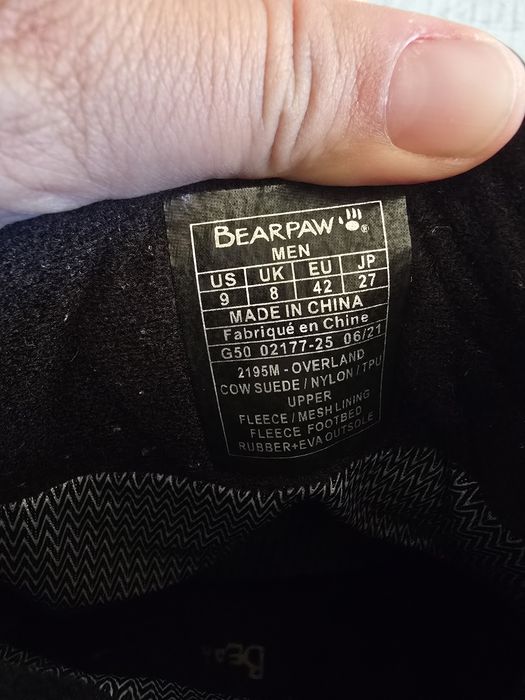 BEARPAW ®
MEN
US UK EU JP
9 8 42 27
MADE IN CHINA
Fabriqué en Chine
G50 02177-25 06/21
2195M - OVERLAND
COW SUEDE / NYLON / TPU
UPPER
FLEECE / MESH LINING
FLEECE FOOTBED
RUBBER+EVA OUTSOLE